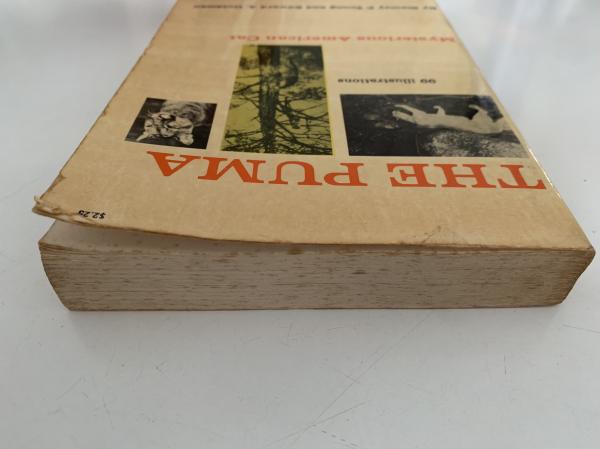 $2.25
THE PUMA
99 illustrations
Mysterious American Cat
By Stanley P. Young and Edward A. Goldman